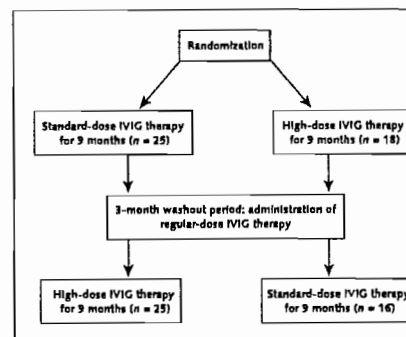 Randomization
Standard-dose IVIG therapy
for 9 months (n = 25)
High-dose IVIG therapy
for 9 months (n = 18)
3-month washout period: administration of
regular-dose IVIG therapy
High-dose IVIG therapy
for 9 months (n = 25)
Standard-dose IVIG therapy
for 9 months (n = 16)